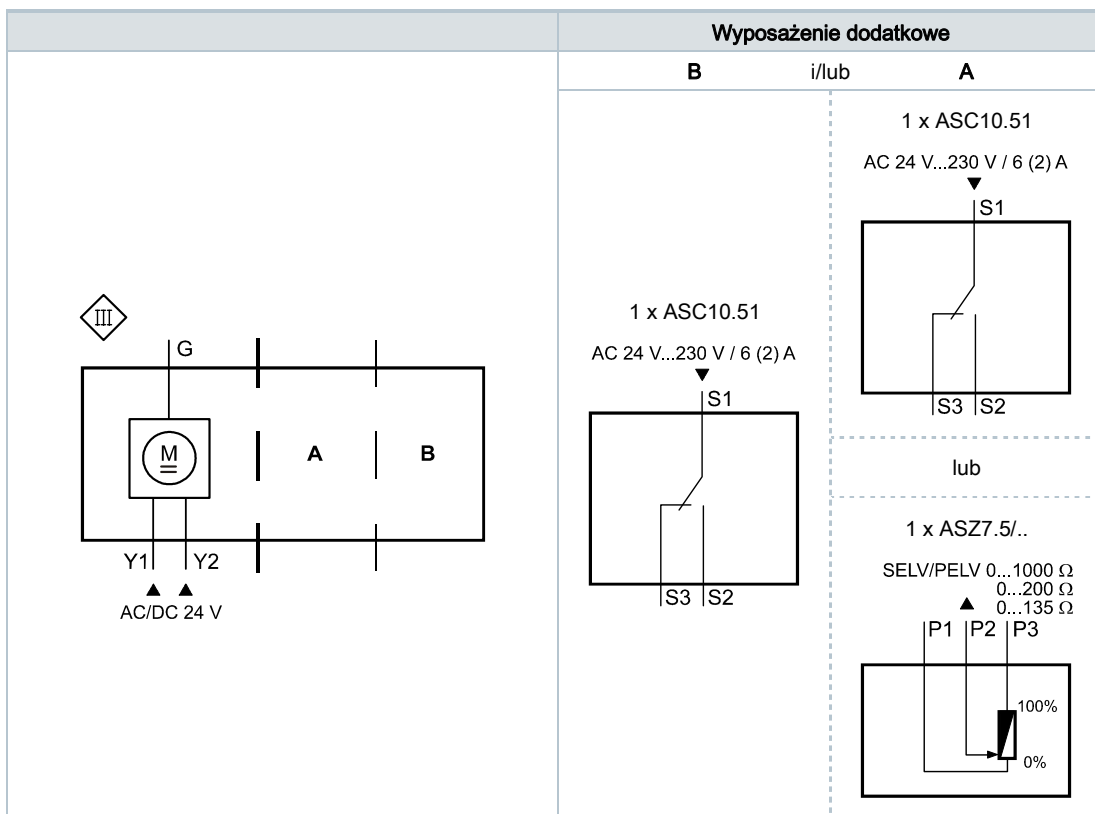 Wyposażenie dodatkowe
B i/lub A
III
G
M
A
B
Y1 Y2
AC/DC 24 V
1 x ASC10.51
AC 24 V...230 V / 6 (2) A
S1
S3 S2
1 x ASC10.51
AC 24 V...230 V / 6 (2) A
S1
S3 S2
lub
1 x ASZ7.5/..
SELV/PELV 0...1000 Ω
0...200 Ω
0...135 Ω
P1 P2 P3
100%
0%